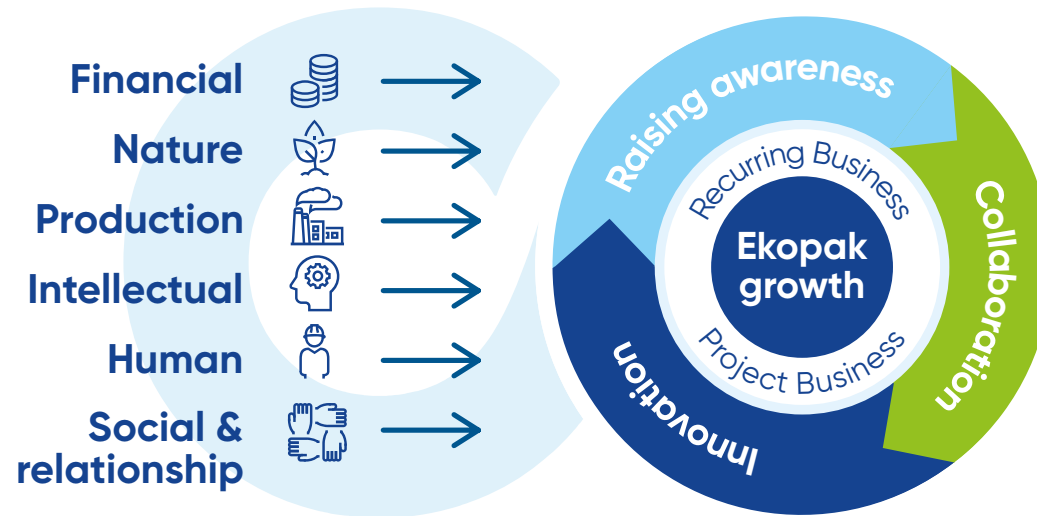 Financial
Nature
Production
Intellectual
Human
Social &
relationship
Raising awareness
Collaboration
Innovation
Recurring Business
Ekopak
growth
Project Business